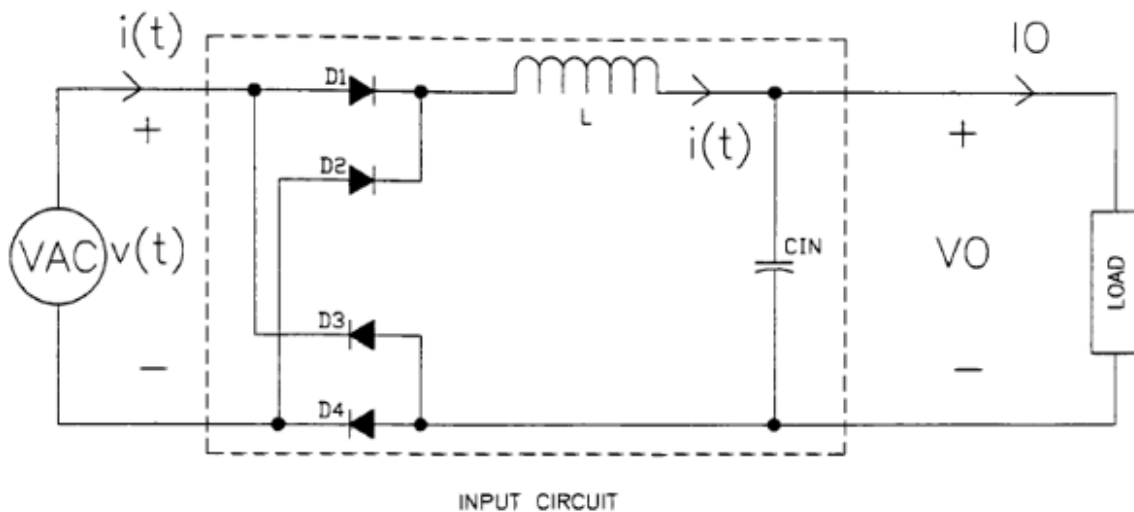 i(t)
IO
D1
L
i(t)
+
+
D2
VAC
v(t)
CIN
VO
LOAD
D3
−
−
D4
INPUT CIRCUIT